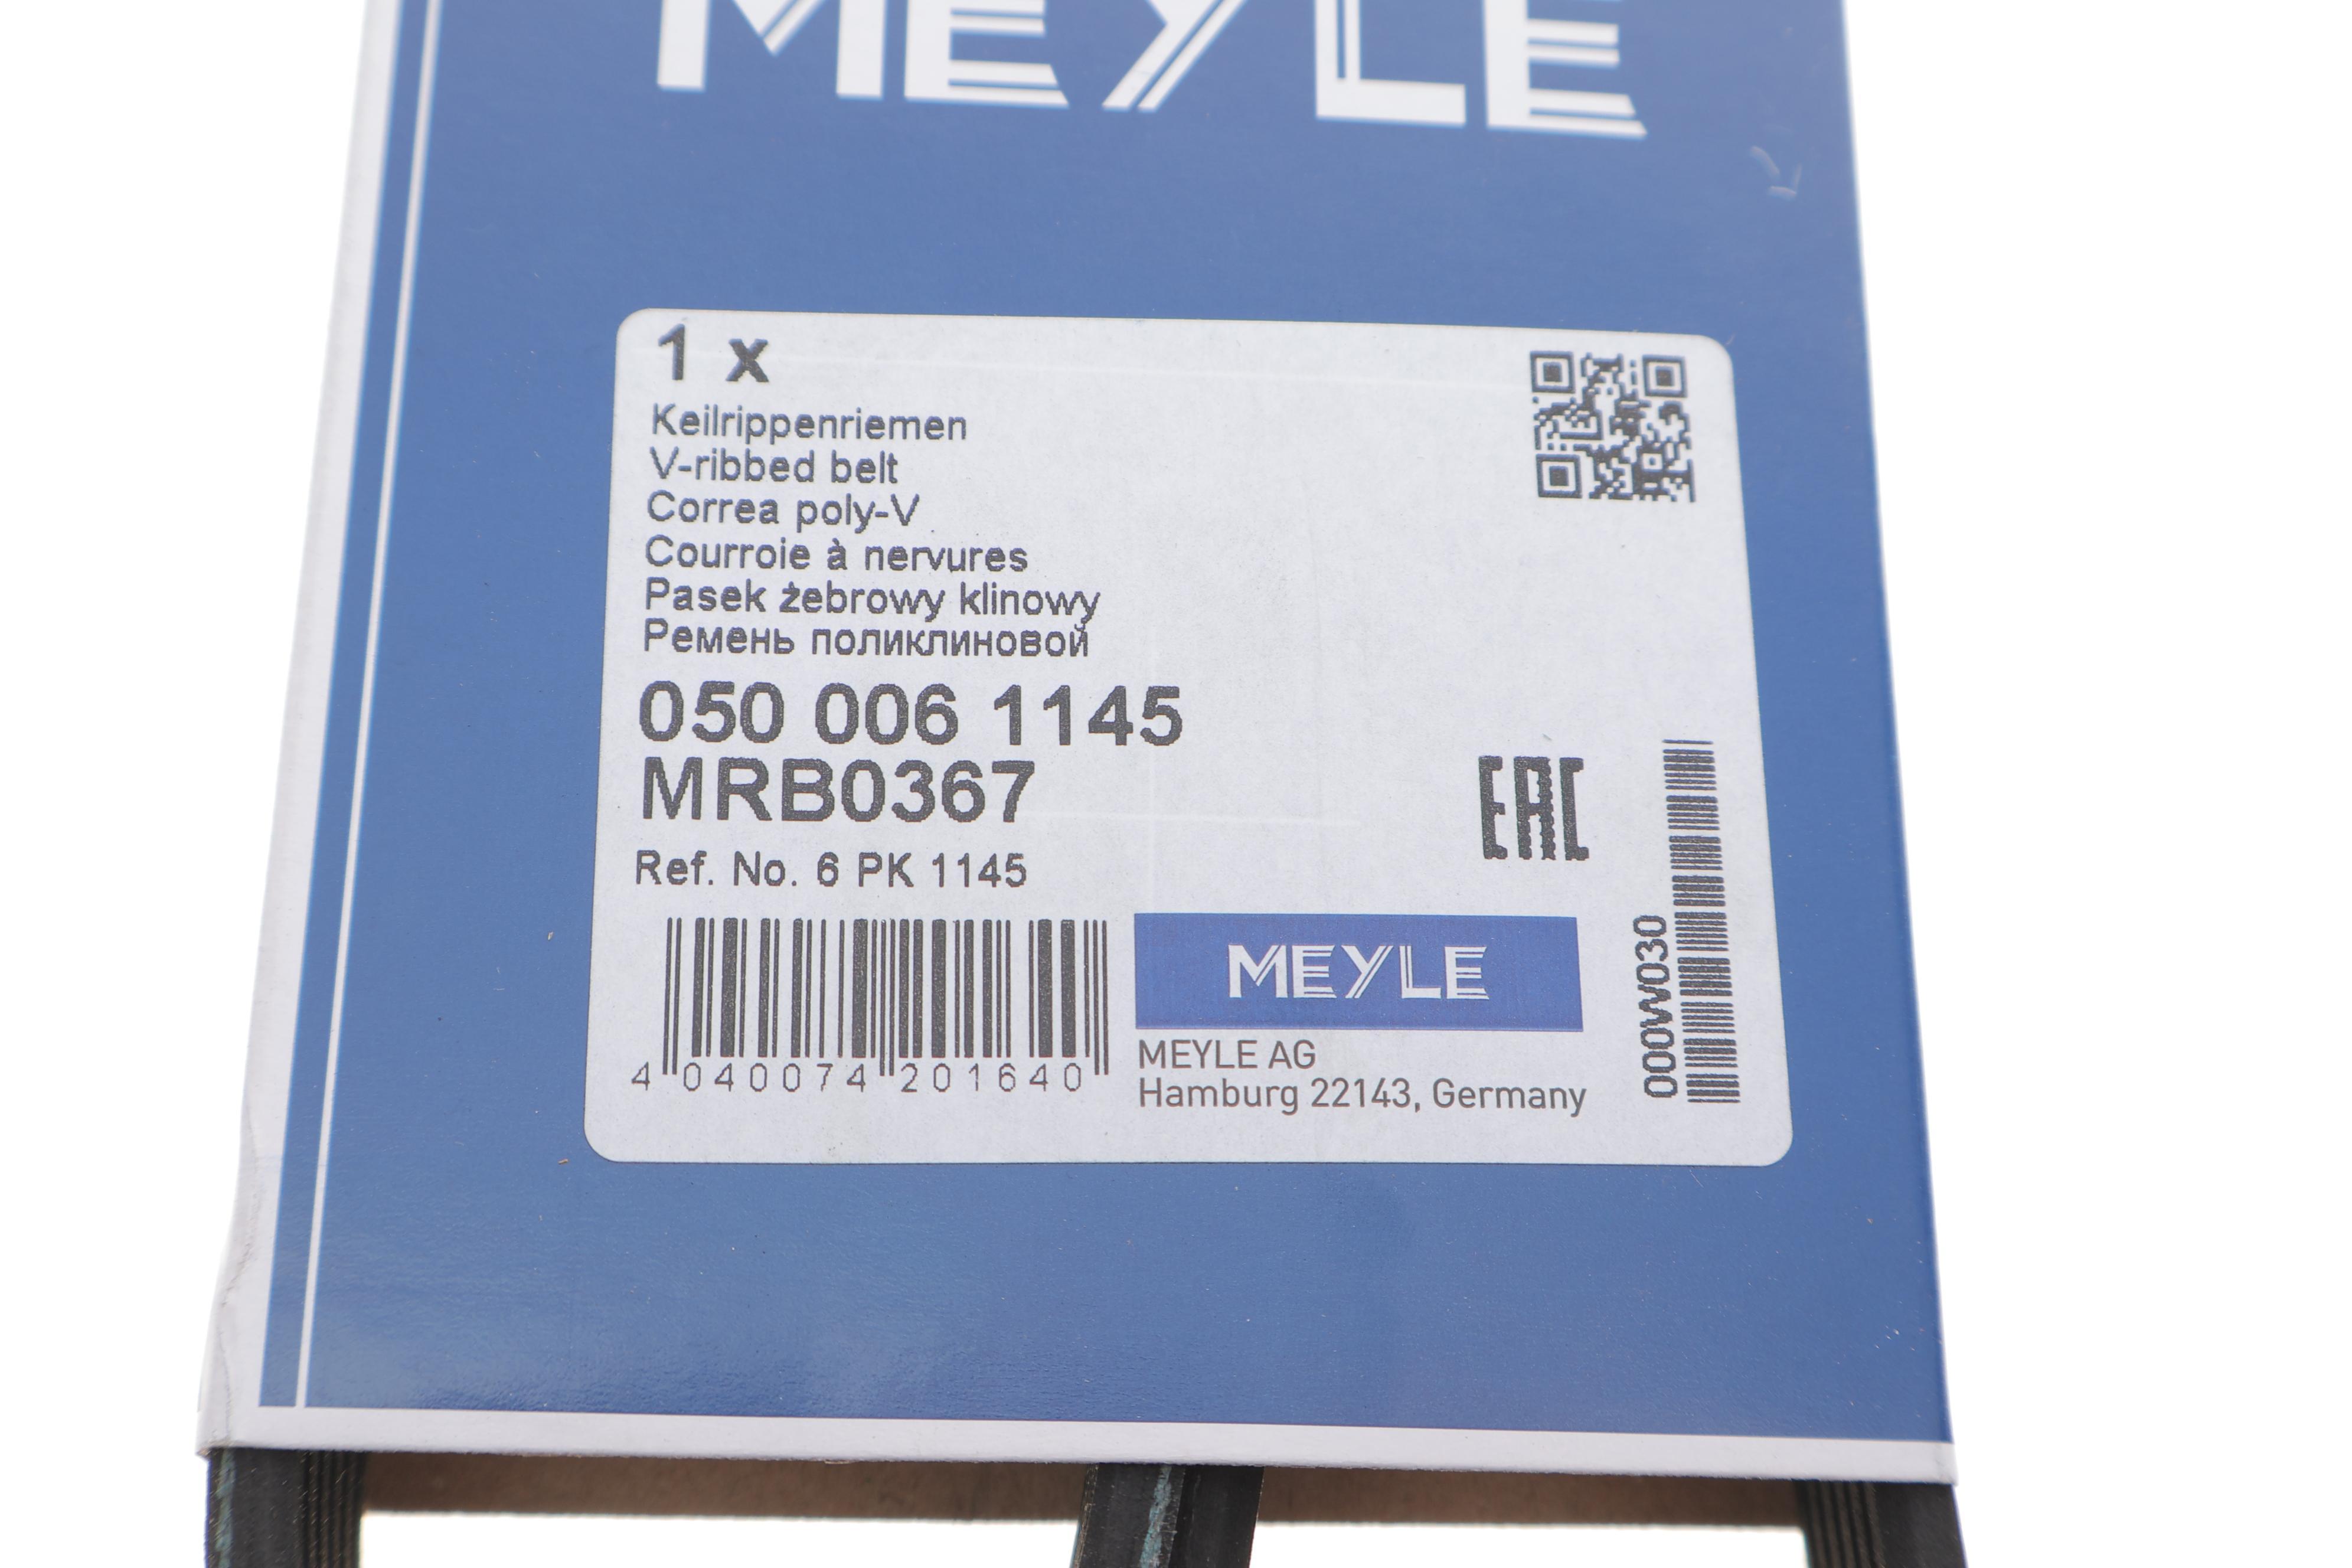 MEYLE
1 x
Keilrippenriemen
V-ribbed belt
Correa poly-V
Courroie à nervures
Pasek żebrowy klinowy
Ремень поликлиновой
050 006 1145
MRB0367
Ref. No. 6 PK 1145
EAC
4 040074 201640
MEYLE
MEYLE AG
Hamburg 22143, Germany
000VV030